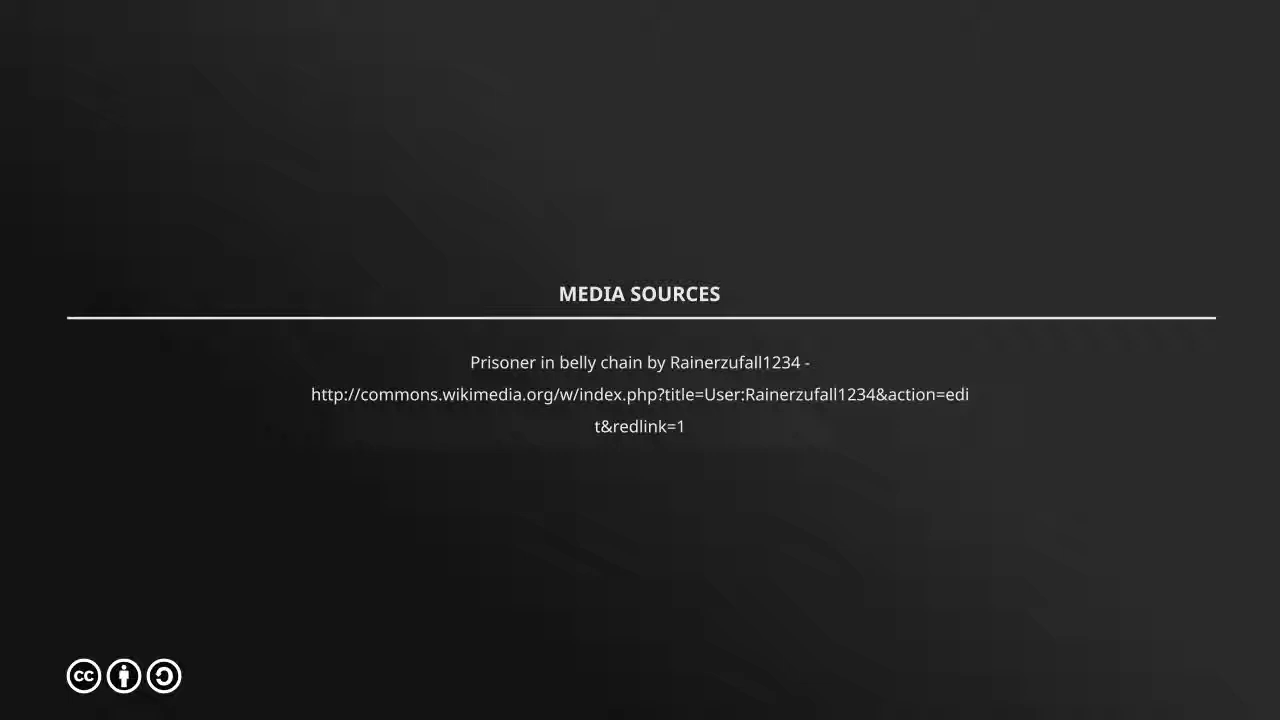 MEDIA SOURCES
Prisoner in belly chain by Rainerzufall1234 -
http://commons.wikimedia.org/w/index.php?title=User:Rainerzufall1234&action=edi
t&redlink=1
cc